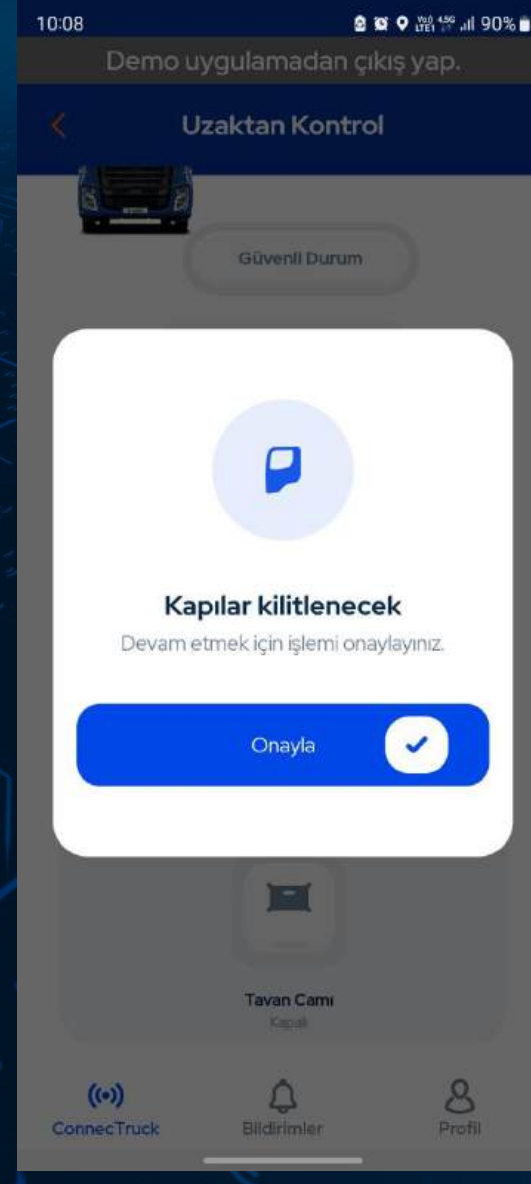 10:08
90%
Demo uygulamadan çıkış yap.
Uzaktan Kontrol
Güvenli Durum
Kapılar kilitlenecek
Devam etmek için işlemi onaylayınız.
Onayla
Tavan Camı
Kapalı
ConnecTruck
Bildirimler
Profil